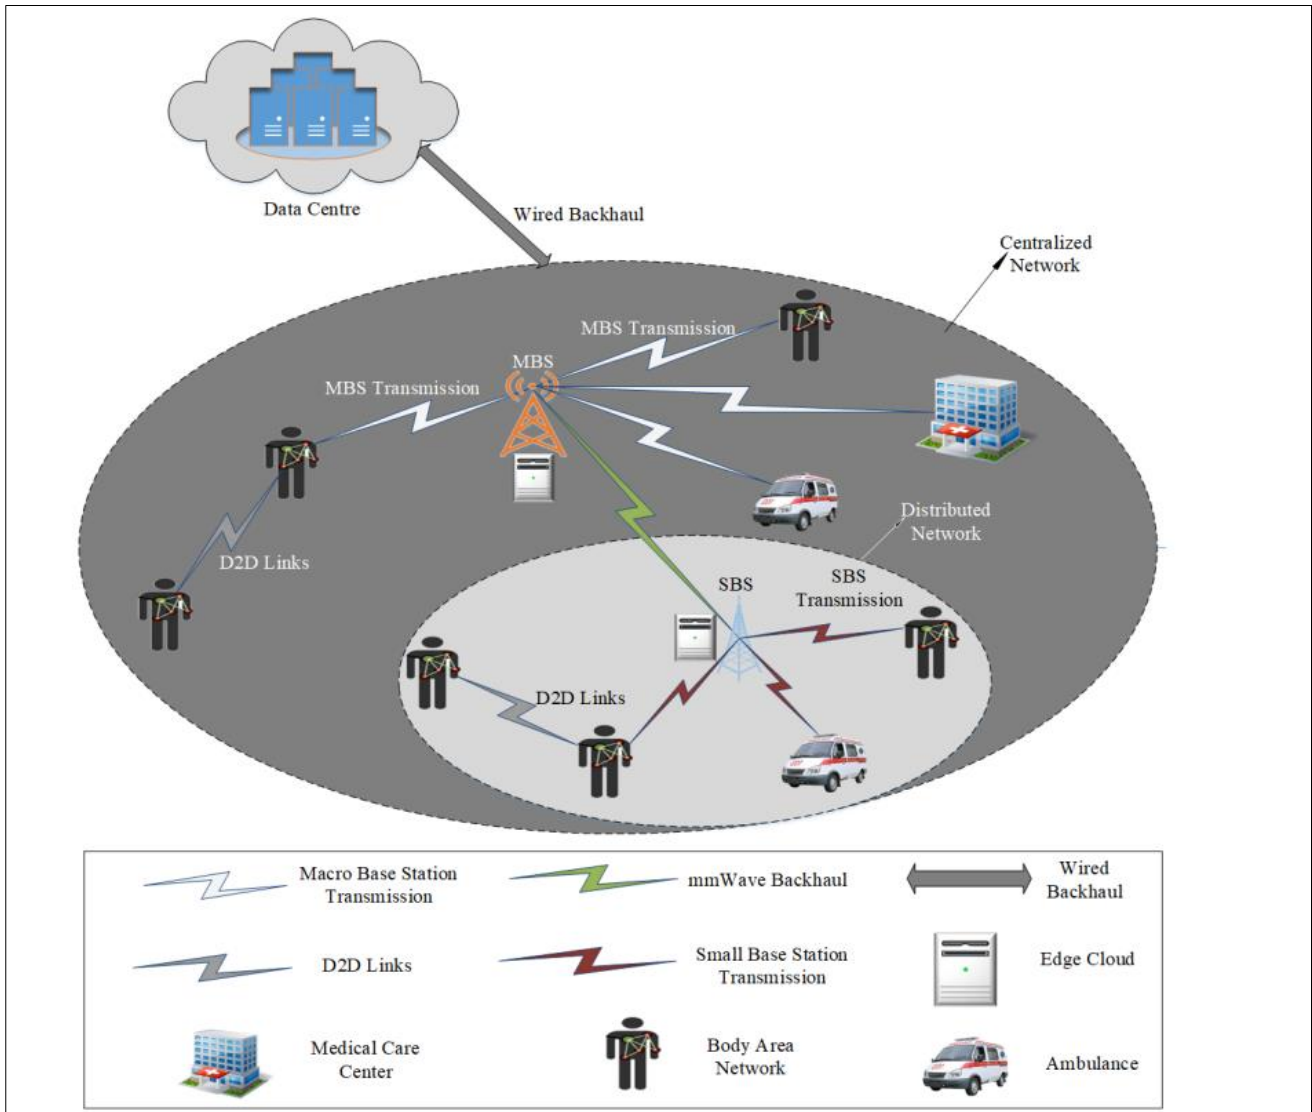 Data Centre
Wired Backhaul
Centralized
Network
MBS Transmission
MBS
MBS Transmission
Distributed
Network
D2D Links
SBS
SBS
Transmission
D2D Links
Macro Base Station
Transmission
mmWave Backhaul
Wired
Backhaul
D2D Links
Small Base Station
Transmission
Edge Cloud
Medical Care
Center
Body Area
Network
Ambulance